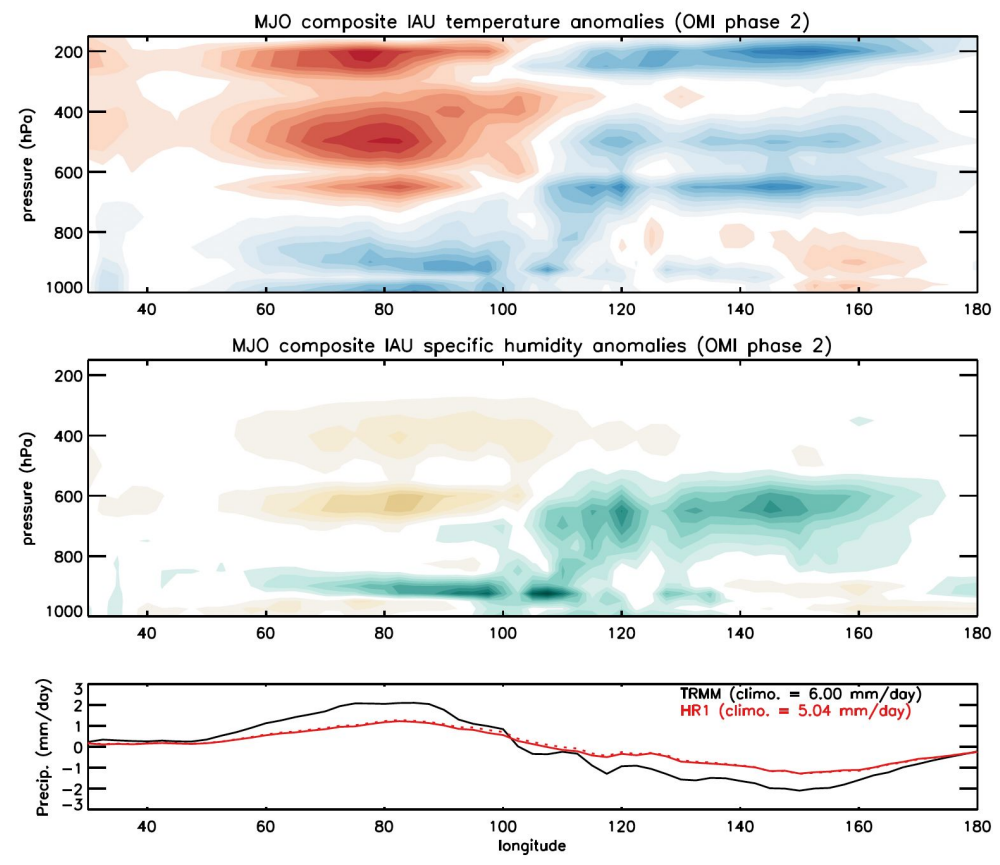 MJO composite IAU temperature anomalies (OMI phase 2)
pressure (hPa)
200
400
600
800
1000
40 60 80 100 120 140 160 180
MJO composite IAU specific humidity anomalies (OMI phase 2)
pressure (hPa)
200
400
600
800
1000
40 60 80 100 120 140 160 180
Precip. (mm/day)
3
2
1
0
-1
-2
-3
TRMM (climo. = 6.00 mm/day)
HR1 (climo. = 5.04 mm/day)
40 60 80 100 120 140 160 180
longitude